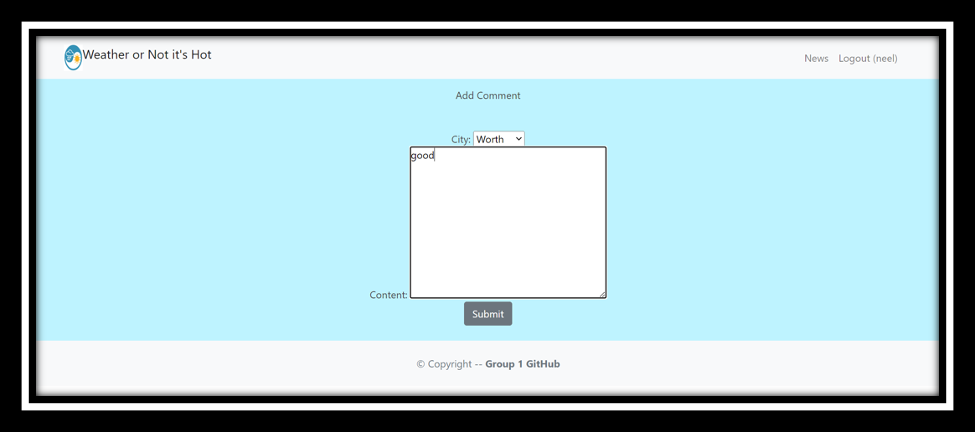 Weather or Not it's Hot
News Logout (neel)
Add Comment
City: Worth
good
Content:
Submit
© Copyright -- Group 1 GitHub